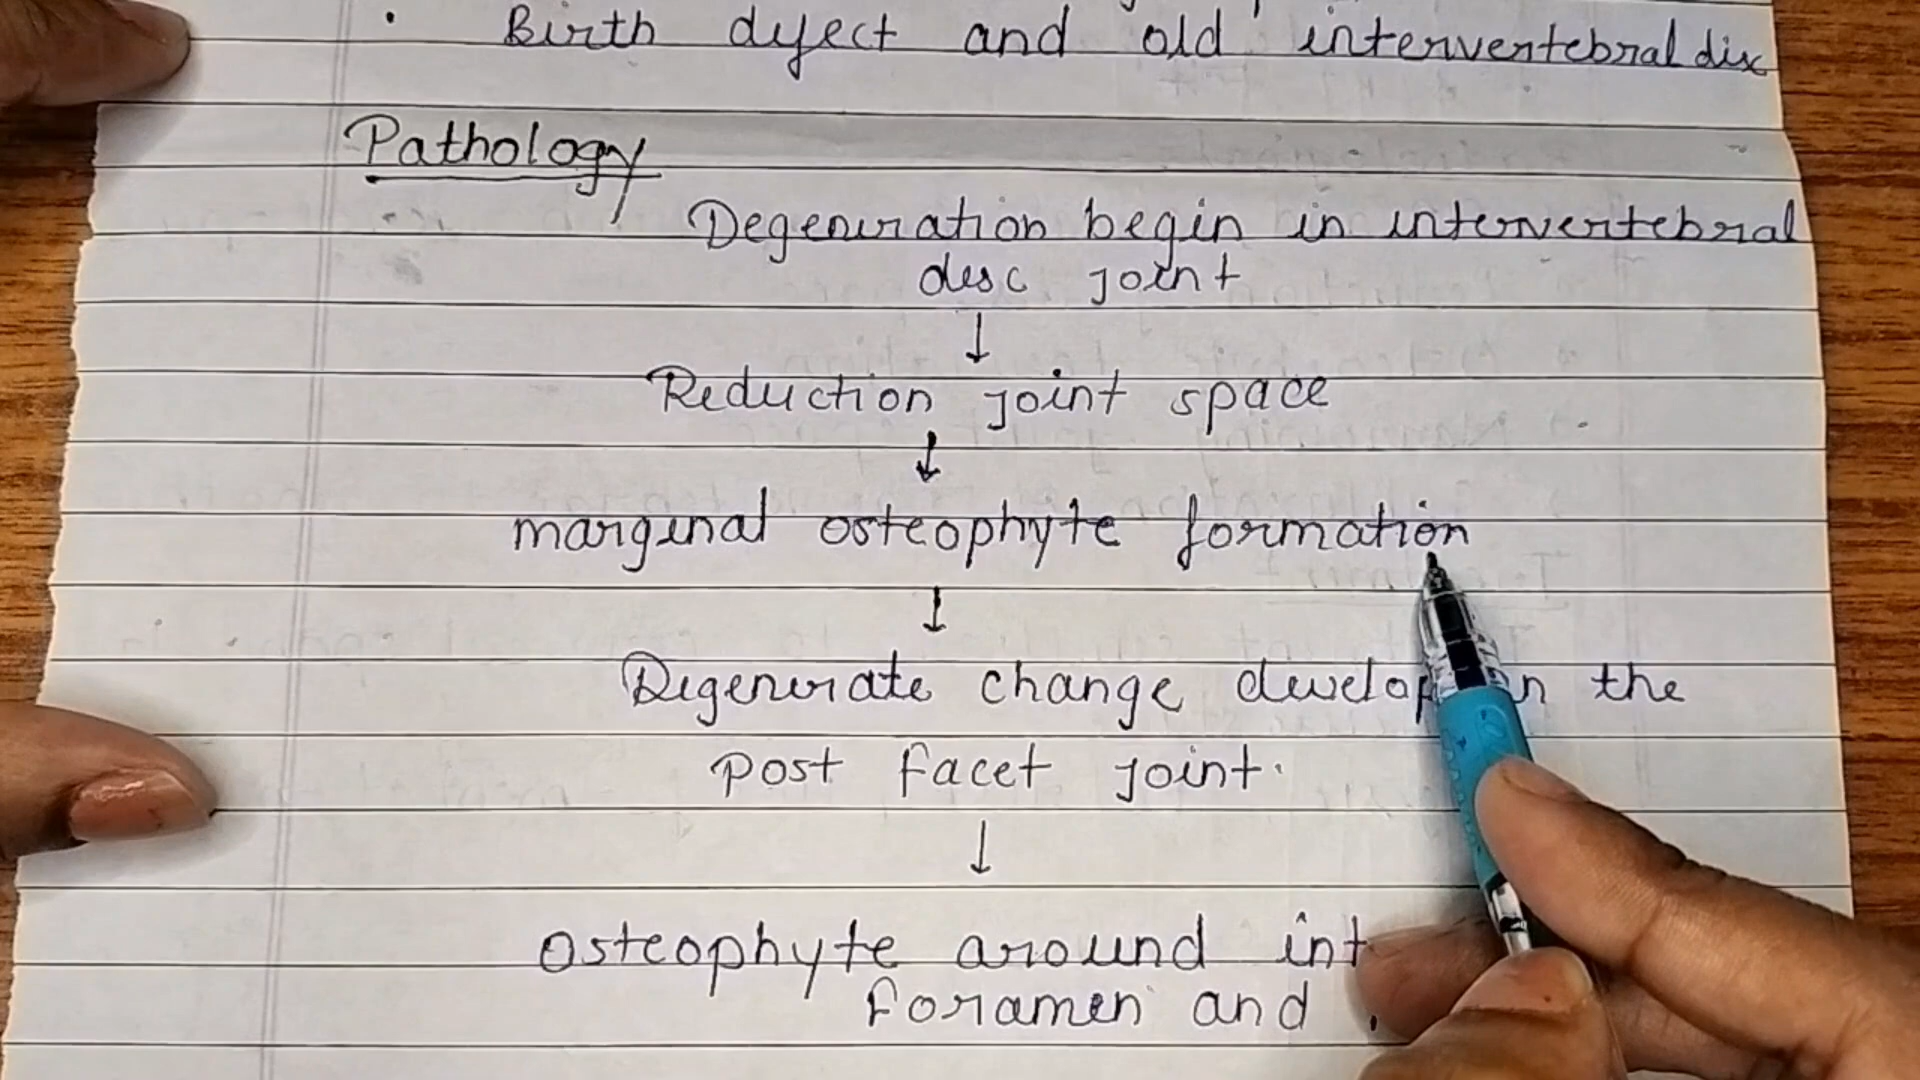 Birth defect and old intervertebral disc
Pathology
Degeneration begin in intervertebral
disc joint
↓
Reduction joint space
↓
marginal osteophyte formation
↓
Degenerate change develop in the
post facet joint.
↓
Osteophyte around int
foramen and